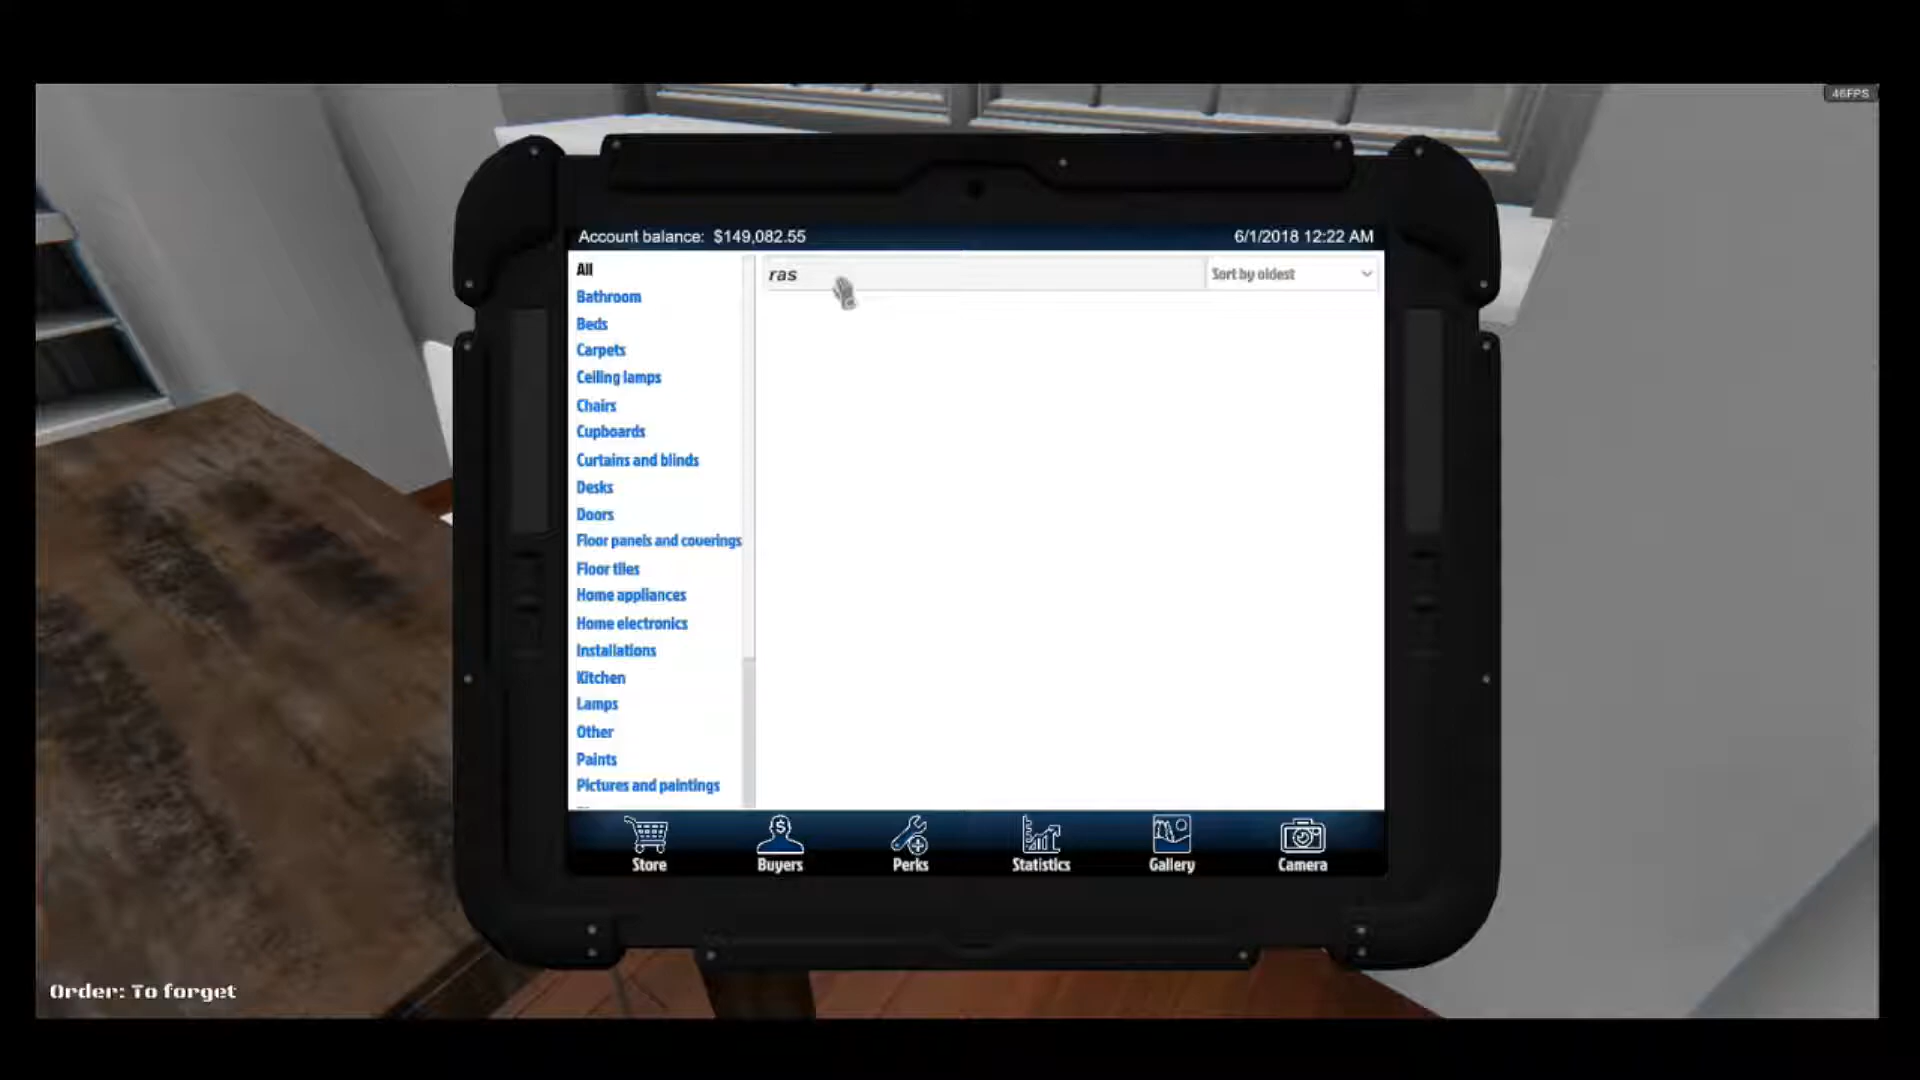 46FPS
Account balance: $149,082.55 6/1/2018 12:22 AM
All
ras
Sort by oldest
Bathroom
Beds
Carpets
Ceiling lamps
Chairs
Cupboards
Curtains and blinds
Desks
Doors
Floor panels and coverings
Floor tiles
Home appliances
Home electronics
Installations
Kitchen
Lamps
Other
Paints
Pictures and paintings
Store Buyers Perks Statistics Gallery Camera
Order: To forget